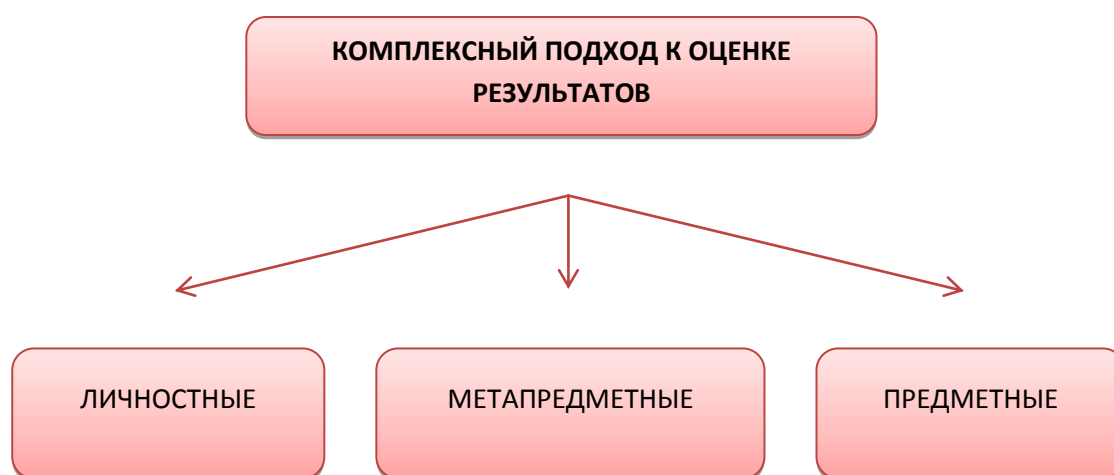 КОМПЛЕКСНЫЙ ПОДХОД К ОЦЕНКЕ
РЕЗУЛЬТАТОВ
ЛИЧНОСТНЫЕ
МЕТАПРЕДМЕТНЫЕ
ПРЕДМЕТНЫЕ